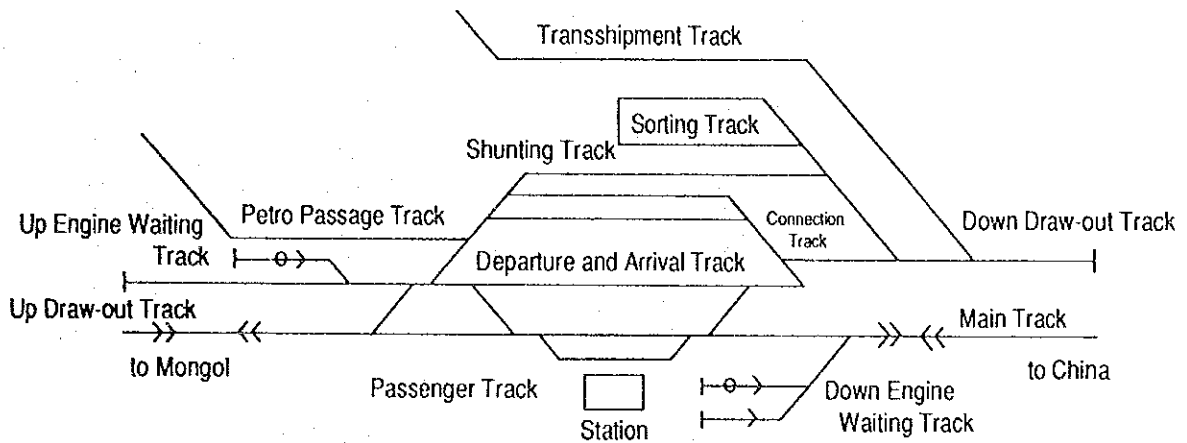 Transshipment Track
Sorting Track
Shunting Track
Up Engine Waiting
Track
Petro Passage Track
Connection
Track
Down Draw-out Track
Departure and Arrival Track
Up Draw-out Track
Main Track
to Mongol
to China
Passenger Track
Down Engine
Waiting Track
Station